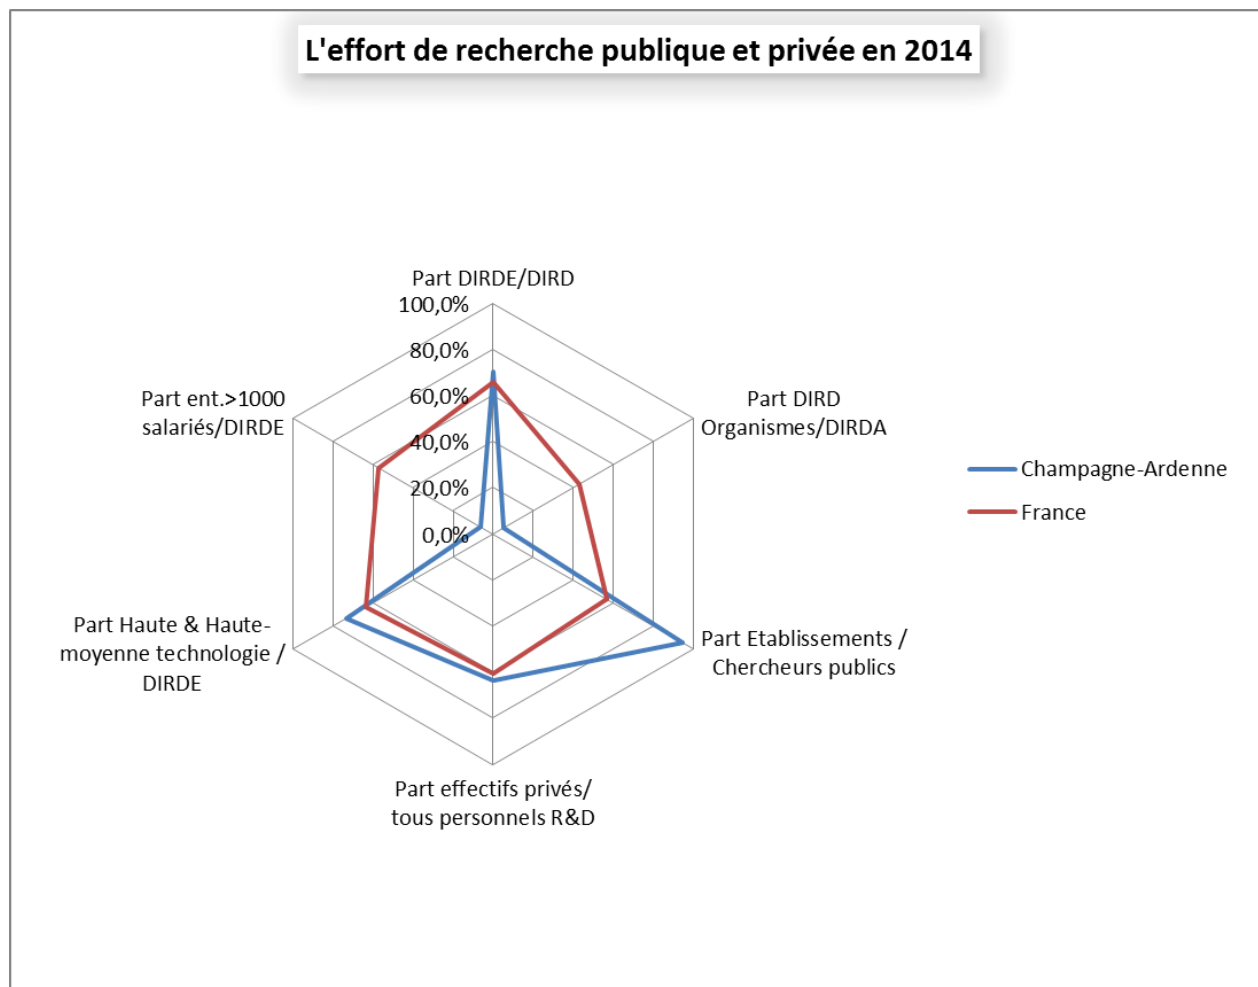 L'effort de recherche publique et privée en 2014
Part DIRDE/DIRD
100,0%
80,0%
60,0%
40,0%
20,0%
0,0%
Part DIRD
Organismes/DIRDA
Part Etablissements /
Chercheurs publics
Part effectifs privés/
tous personnels R&D
Part Haute & Haute-
moyenne technologie /
DIRDE
Part ent.>1000
salariés/DIRDE
Champagne-Ardenne
France